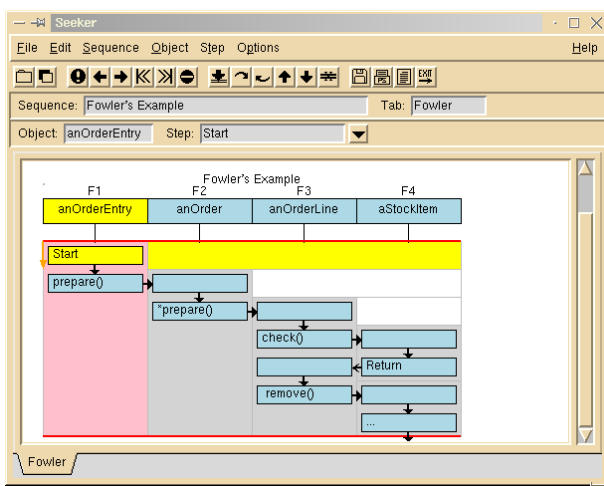 Seeker
File Edit Sequence Object Step Options Help
EXIT
Sequence: Fowler's Example Tab: Fowler
Object: anOrderEntry Step: Start
Fowler's Example
F1 F2 F3 F4
anOrderEntry anOrder anOrderLine aStockItem
Start
prepare()
*prepare()
check()
Return
remove()
...
Fowler